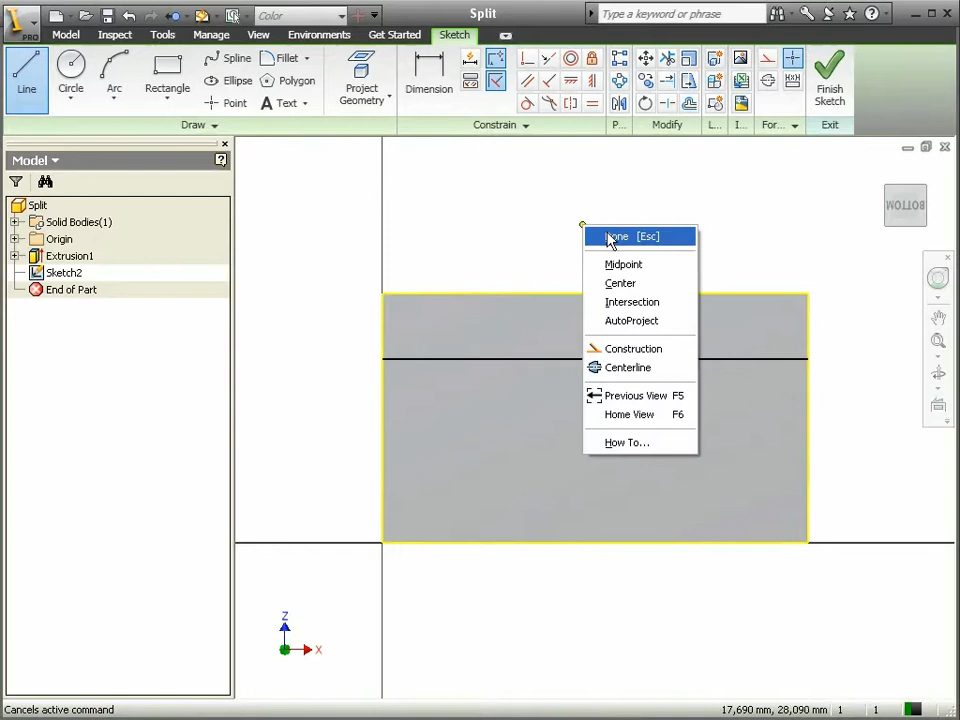 Color
Split
Type a keyword or phrase
PRO
Model Inspect Tools Manage View Environments Get Started Sketch
Line
Circle
Arc
Rectangle
Spline
Ellipse
Point
Fillet
Polygon
Text
Project Geometry
Dimension
Finish Sketch
Draw
Constrain
P...
Modify
L...
I...
For...
Exit
Model
Split
Solid Bodies(1)
Origin
Extrusion1
Sketch2
End of Part
BOTTOM
[Esc]
Midpoint
Center
Intersection
AutoProject
Construction
Centerline
Previous View F5
Home View F6
How To...
Z
X
Cancels active command
17,690 mm, 28,090 mm 1 1